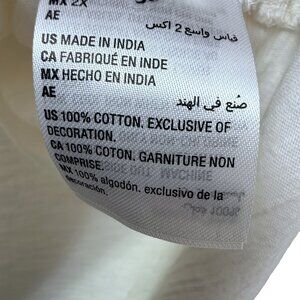 MX 2X
AE قياس واسع 2 اكس
US MADE IN INDIA
CA FABRIQUÉ EN INDE
MX HECHO EN INDIA
AE
صُنع في الهند
US 100% COTTON. EXCLUSIVE OF
DECORATION.
CA 100% COTON. GARNITURE NON
COMPRISE.
MX 100% algodón. exclusivo de la
decoración.